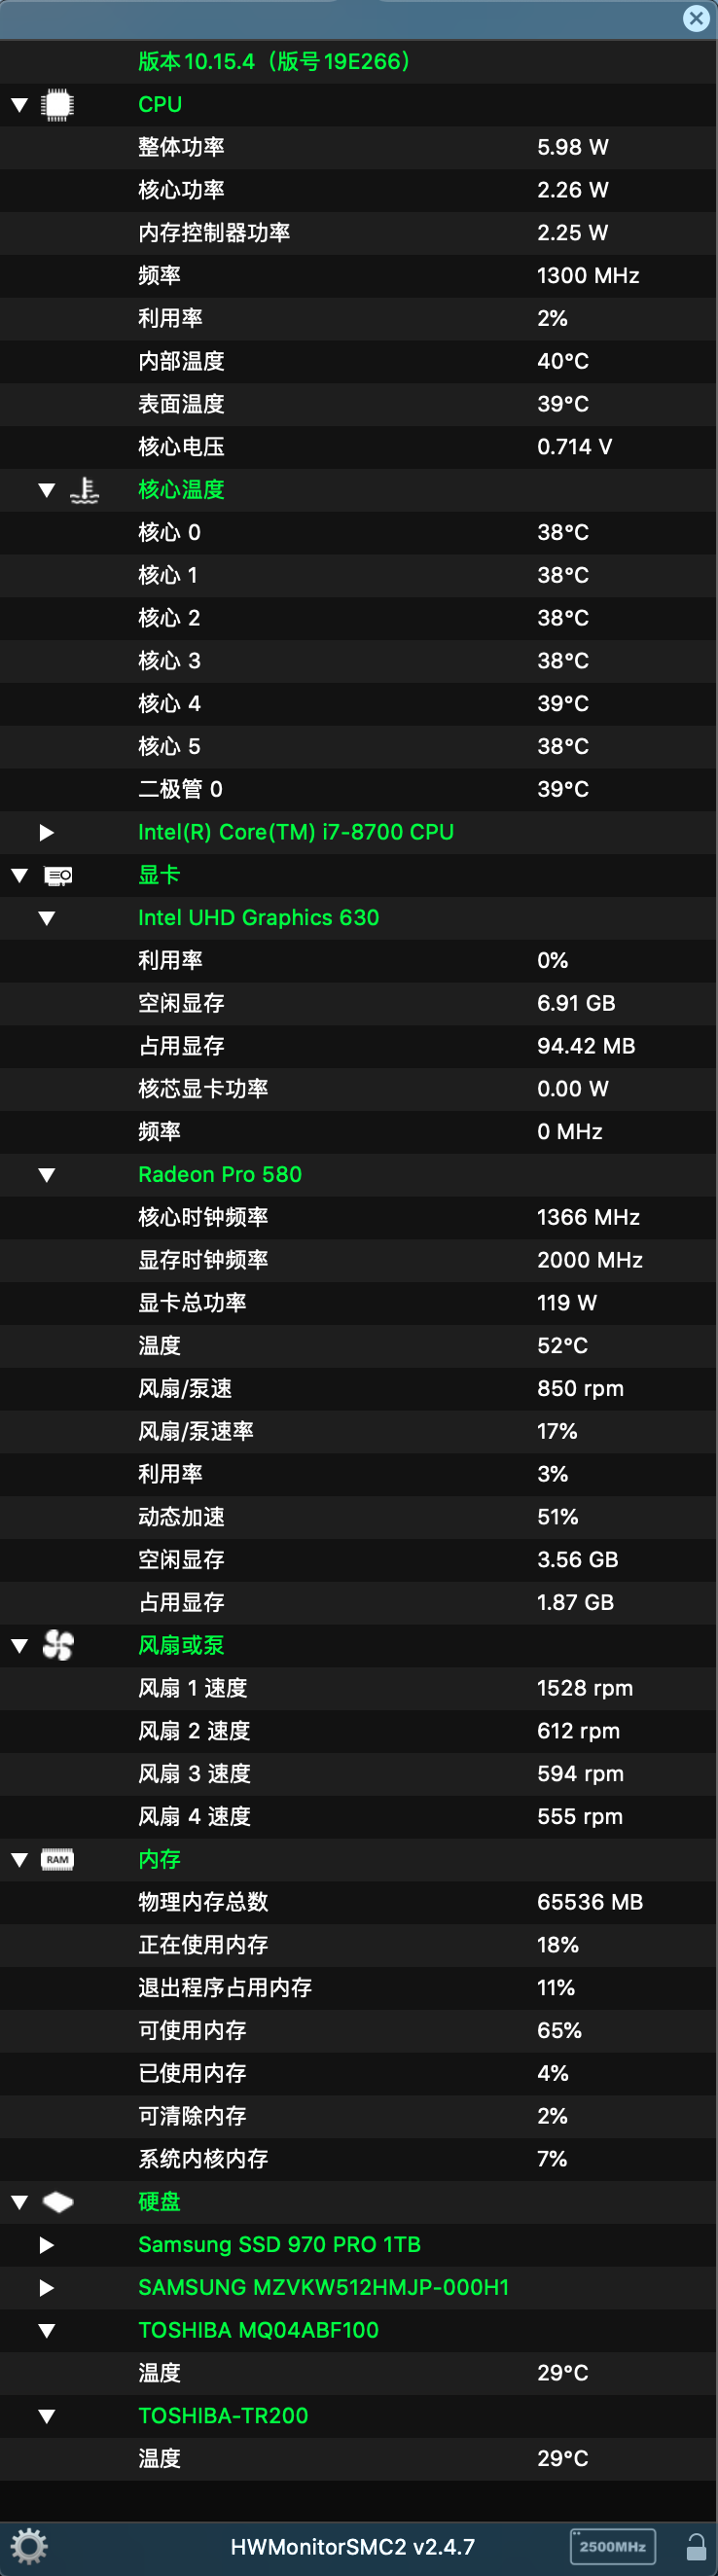 版本 10.15.4（版号 19E266）
CPU
整体功率 5.98 W
核心功率 2.26 W
内存控制器功率 2.25 W
频率 1300 MHz
利用率 2%
内部温度 40°C
表面温度 39°C
核心电压 0.714 V
核心温度
核心 0 38°C
核心 1 38°C
核心 2 38°C
核心 3 38°C
核心 4 39°C
核心 5 38°C
二极管 0 39°C
Intel(R) Core(TM) i7-8700 CPU
显卡
Intel UHD Graphics 630
利用率 0%
空闲显存 6.91 GB
占用显存 94.42 MB
核芯显卡功率 0.00 W
频率 0 MHz
Radeon Pro 580
核心时钟频率 1366 MHz
显存时钟频率 2000 MHz
显卡总功率 119 W
温度 52°C
风扇/泵速 850 rpm
风扇/泵速率 17%
利用率 3%
动态加速 51%
空闲显存 3.56 GB
占用显存 1.87 GB
风扇或泵
风扇 1 速度 1528 rpm
风扇 2 速度 612 rpm
风扇 3 速度 594 rpm
风扇 4 速度 555 rpm
RAM 内存
物理内存总数 65536 MB
正在使用内存 18%
退出程序占用内存 11%
可使用内存 65%
已使用内存 4%
可清除内存 2%
系统内核内存 7%
硬盘
Samsung SSD 970 PRO 1TB
SAMSUNG MZVKW512HMJP-000H1
TOSHIBA MQ04ABF100
温度 29°C
TOSHIBA-TR200
温度 29°C
HWMonitorSMC2 v2.4.7 2500MHz